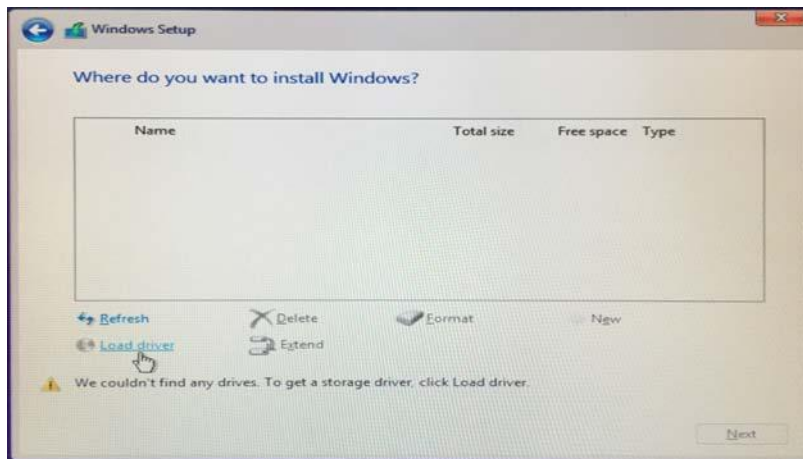 Windows Setup
Where do you want to install Windows?
Name Total size Free space Type
Refresh Delete Format New
Load driver Extend
We couldn't find any drives. To get a storage driver, click Load driver.
Next